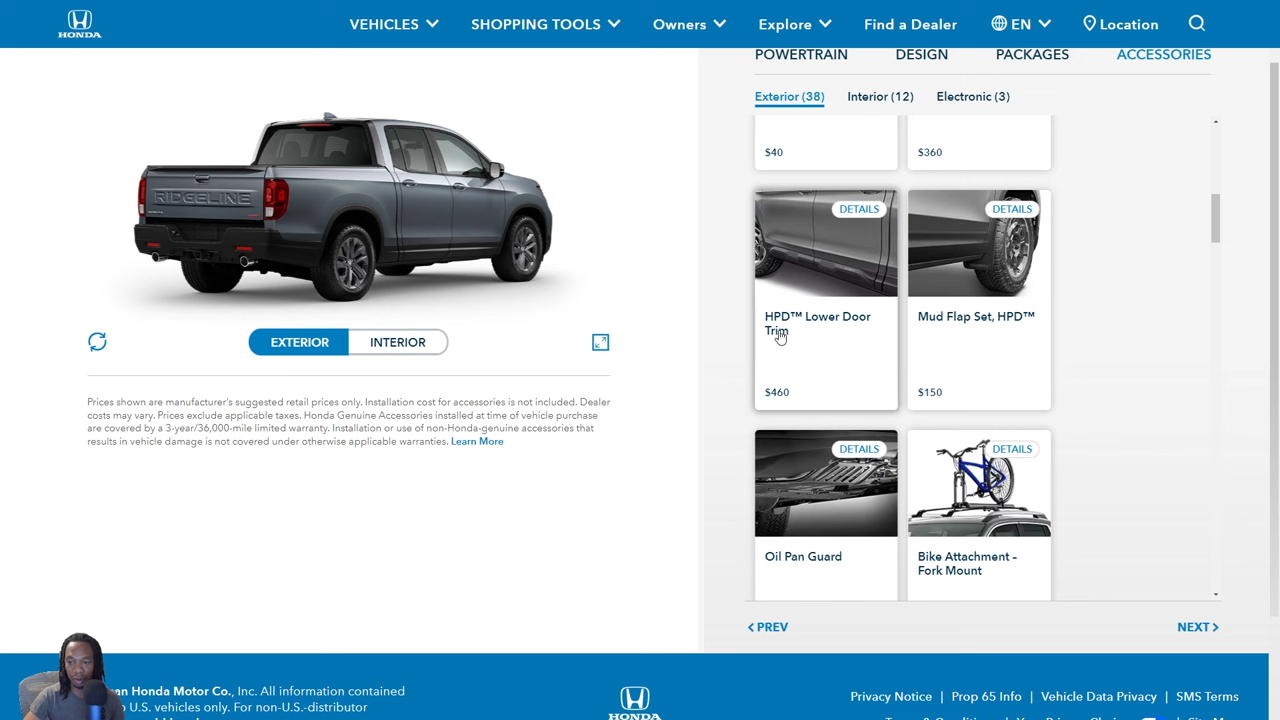 HONDA
VEHICLES
SHOPPING TOOLS
Owners
Explore
Find a Dealer
EN
Location
POWERTRAIN
DESIGN
PACKAGES
ACCESSORIES
Exterior (38)
Interior (12)
Electronic (3)
$40
$360
DETAILS
HPD™ Lower Door
Trim
$460
DETAILS
Mud Flap Set, HPD™
$150
DETAILS
Oil Pan Guard
DETAILS
Bike Attachment –
Fork Mount
RIDGELINE
EXTERIOR
INTERIOR
Prices shown are manufacturer's suggested retail prices only. Installation cost for accessories is not included. Dealer
costs may vary. Prices exclude applicable taxes. Honda Genuine Accessories installed at time of vehicle purchase
are covered by a 3-year/36,000-mile limited warranty. Installation or use of non-Honda-genuine accessories that
results in vehicle damage is not covered under otherwise applicable warranties. Learn More
PREV
NEXT
Honda Motor Co., Inc. All information contained
U.S. vehicles only. For non-U.S.-distributor
HONDA
Privacy Notice | Prop 65 Info | Vehicle Data Privacy | SMS Terms